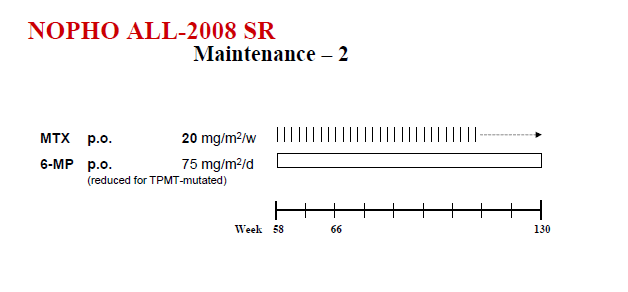 NOPHO ALL-2008 SR
Maintenance – 2
MTX p.o. 20 mg/m²/w
6-MP p.o. 75 mg/m²/d
(reduced for TPMT-mutated)
Week 58 66 130